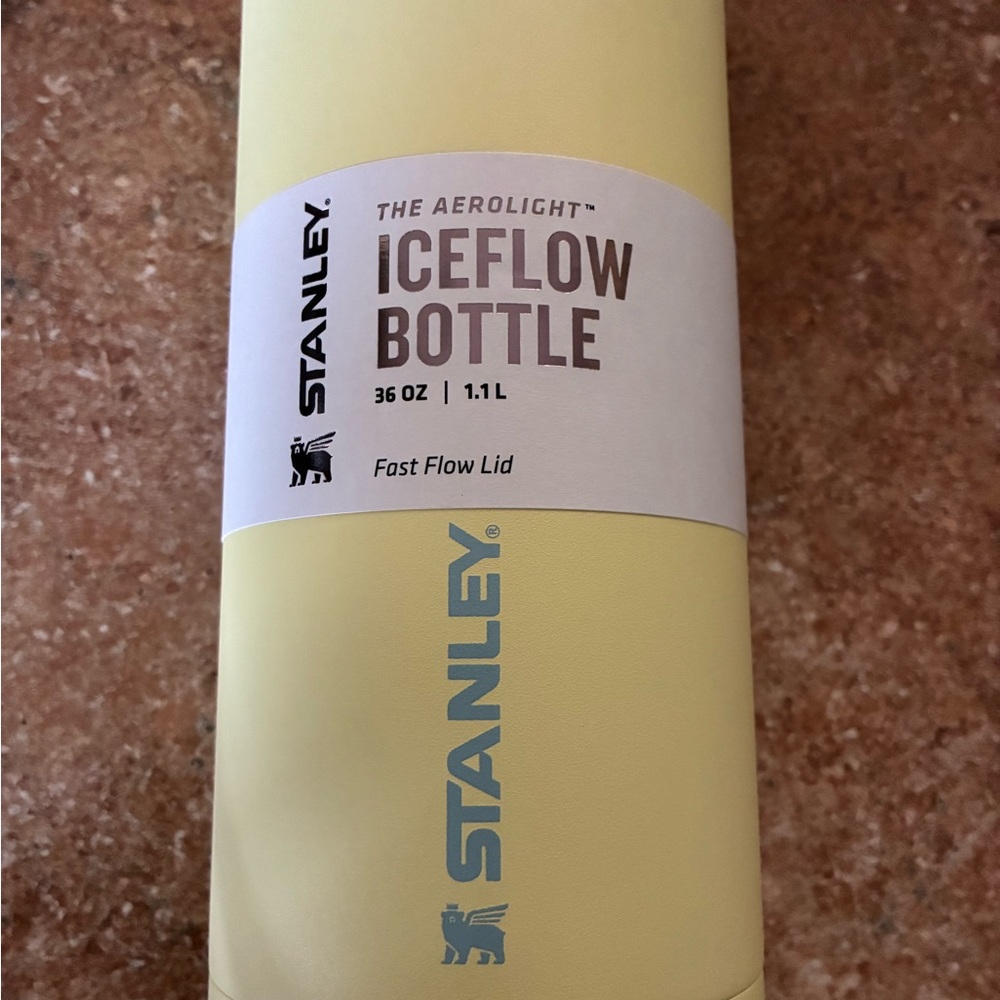 STANLEY®
THE AEROLIGHT™
ICEFLOW
BOTTLE
36 OZ | 1.1 L
Fast Flow Lid
STANLEY®